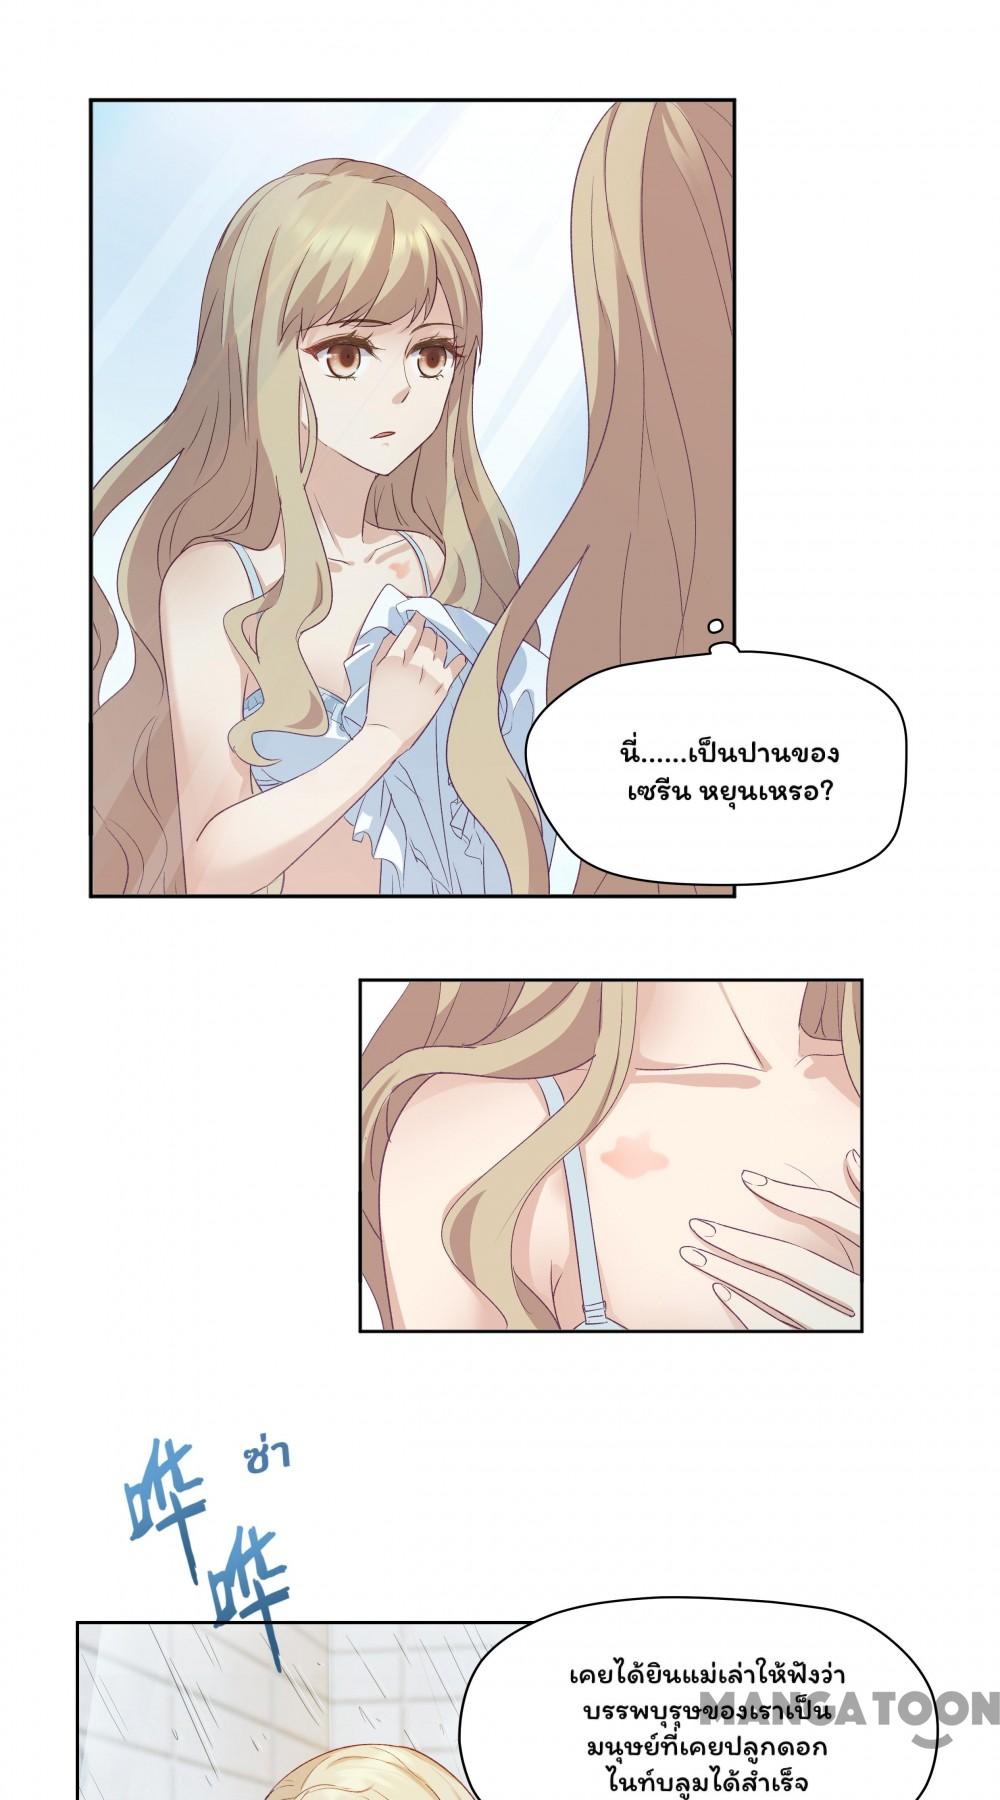 นี่......เป็นปานของ
เซรีน หยุนเหรอ?
ซ่า
哗
哗
เคยได้ยินแม่เล่าให้ฟังว่า
บรรพบุรุษของเราเป็น
มนุษย์ที่เคยปลูกดอก
ไนท์บลูมได้สำเร็จ
MANGATOON